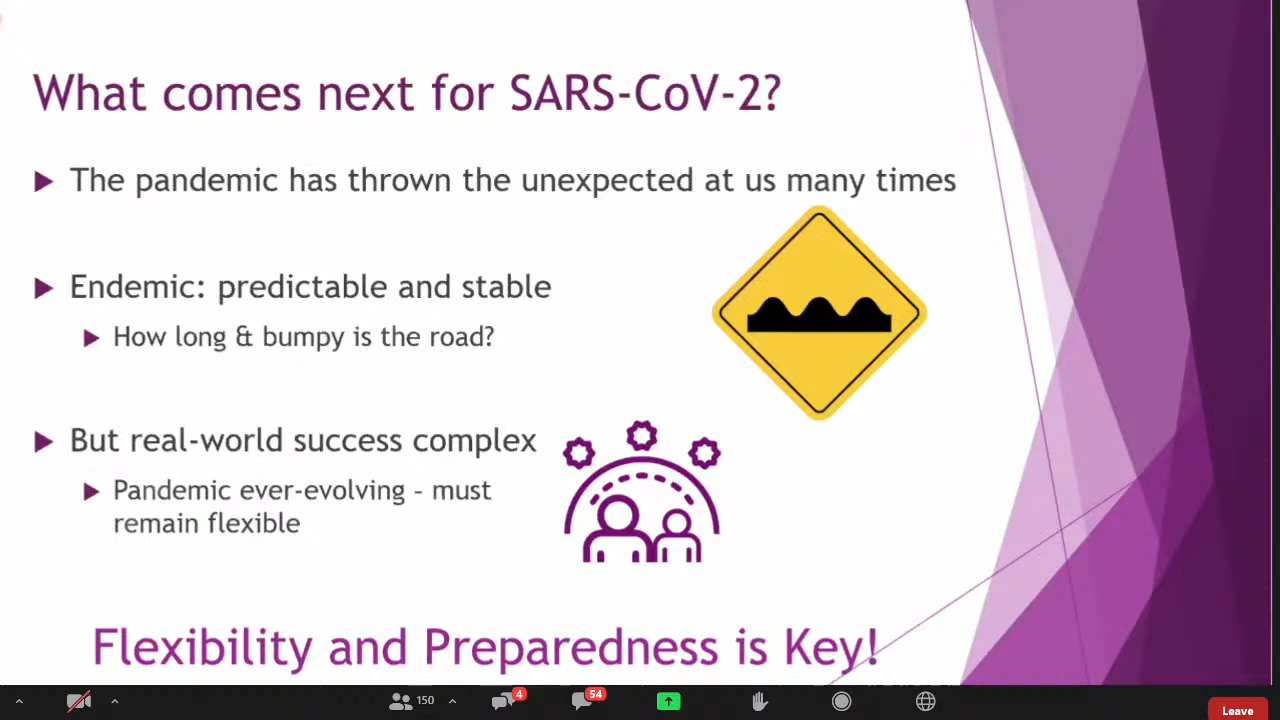 What comes next for SARS-CoV-2?
The pandemic has thrown the unexpected at us many times
Endemic: predictable and stable
How long & bumpy is the road?
But real-world success complex
Pandemic ever-evolving - must
remain flexible
Flexibility and Preparedness is Key!
150
4
54
Leave